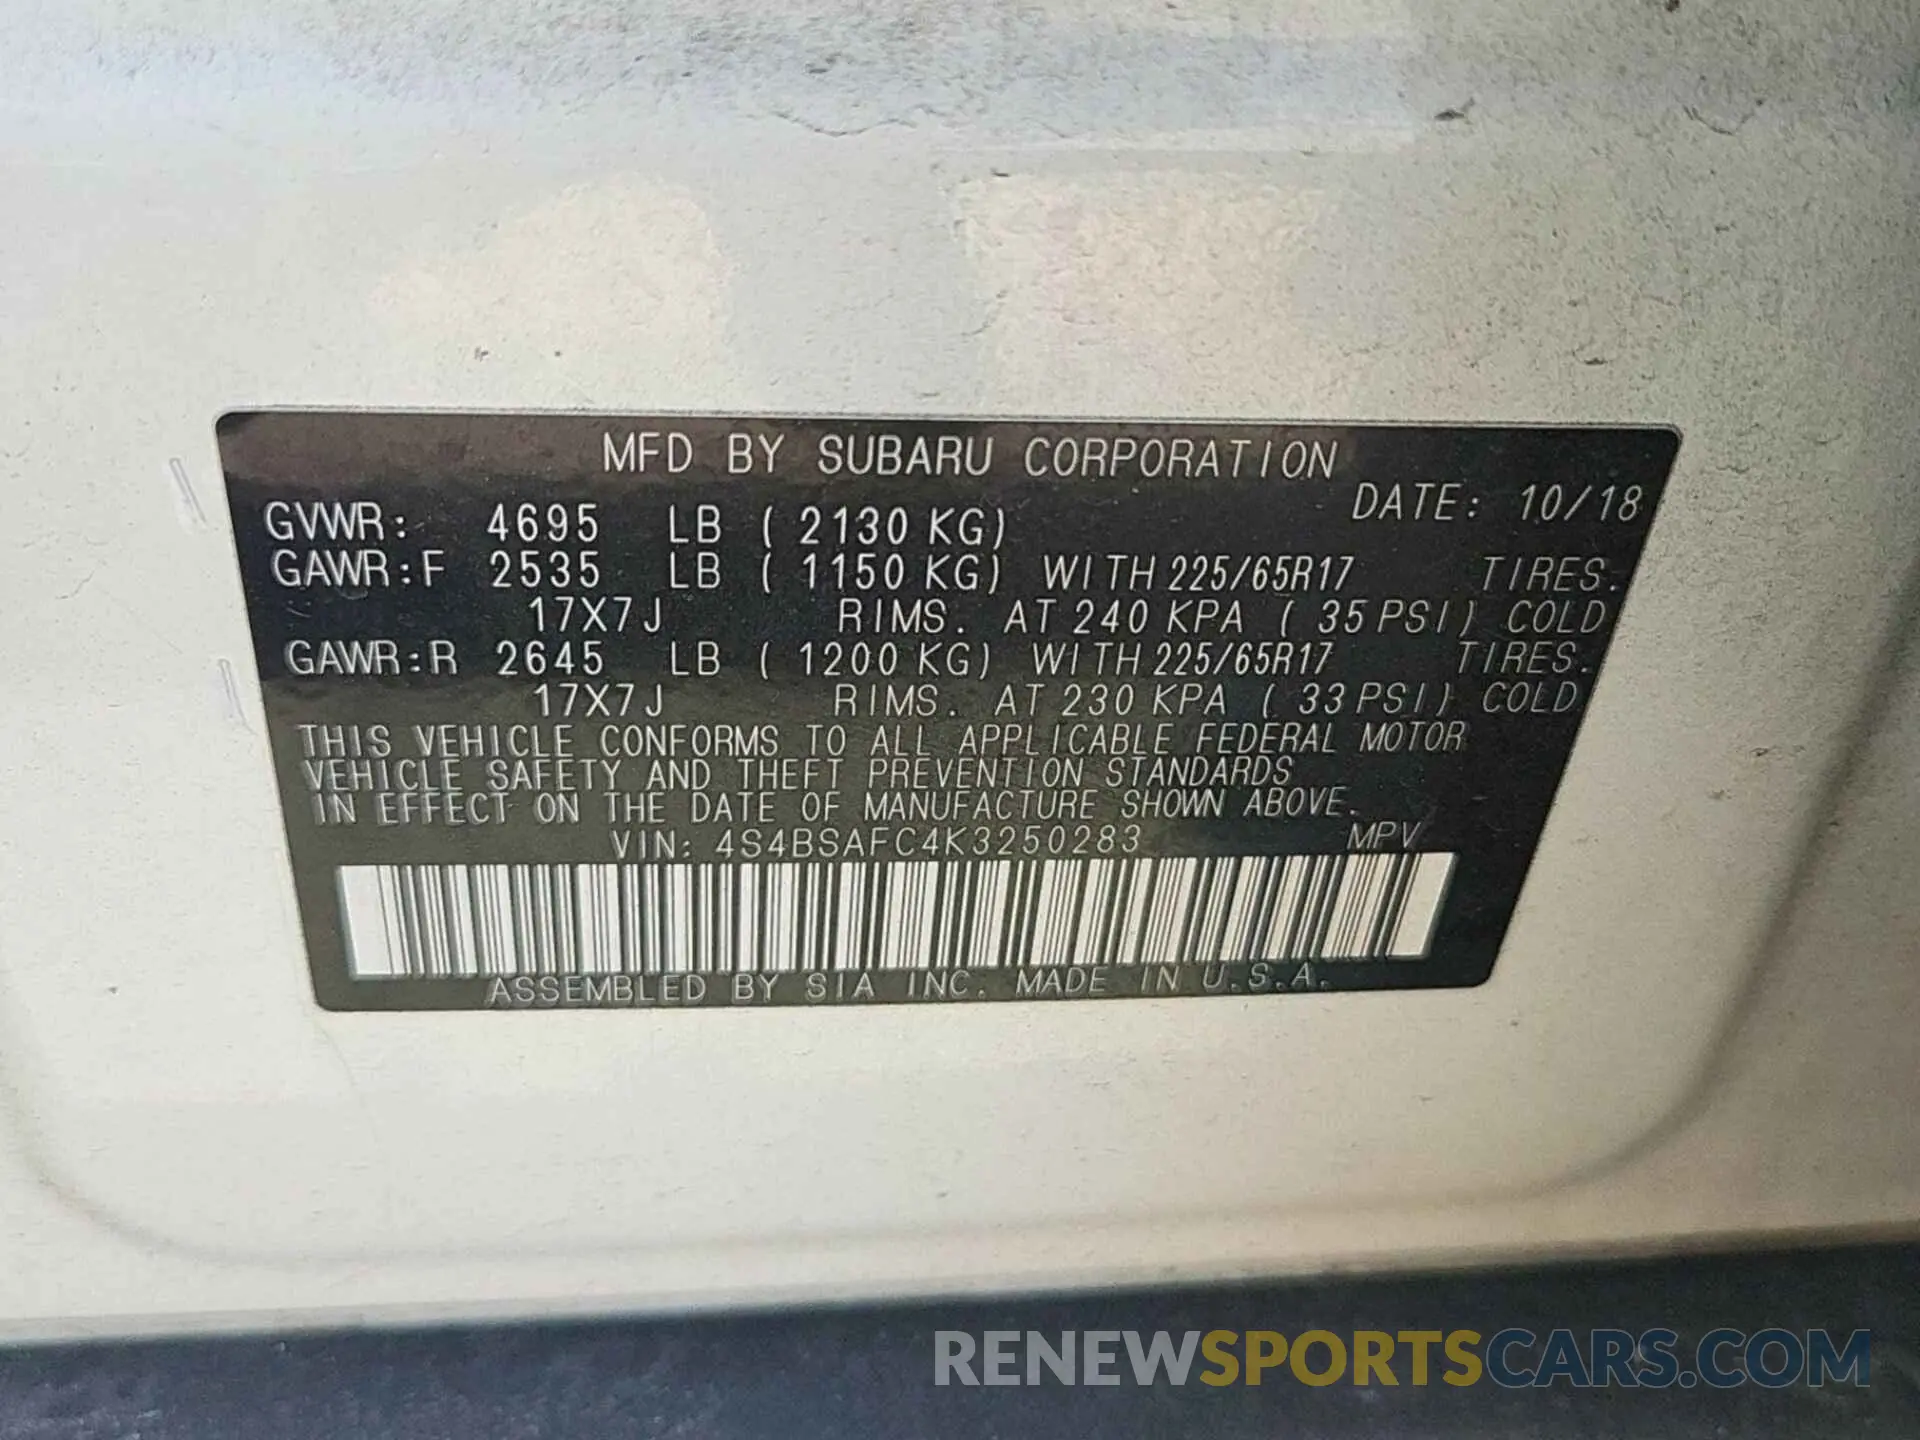 MFD BY SUBARU CORPORATION
DATE: 10/18
GVWR: 4695 LB ( 2130 KG)
GAWR:F 2535 LB ( 1150 KG) WITH 225/65R17 TIRES.
17X7J RIMS. AT 240 KPA ( 35 PSI) COLD
GAWR:R 2645 LB ( 1200 KG) WITH 225/65R17 TIRES.
17X7J RIMS. AT 230 KPA ( 33 PSI) COLD
THIS VEHICLE CONFORMS TO ALL APPLICABLE FEDERAL MOTOR
VEHICLE SAFETY AND THEFT PREVENTION STANDARDS
IN EFFECT ON THE DATE OF MANUFACTURE SHOWN ABOVE.
VIN: 4S4BSAFC4K3250283 MPV
ASSEMBLED BY SIA INC. MADE IN U.S.A.
RENEWSPORTSCARS.COM